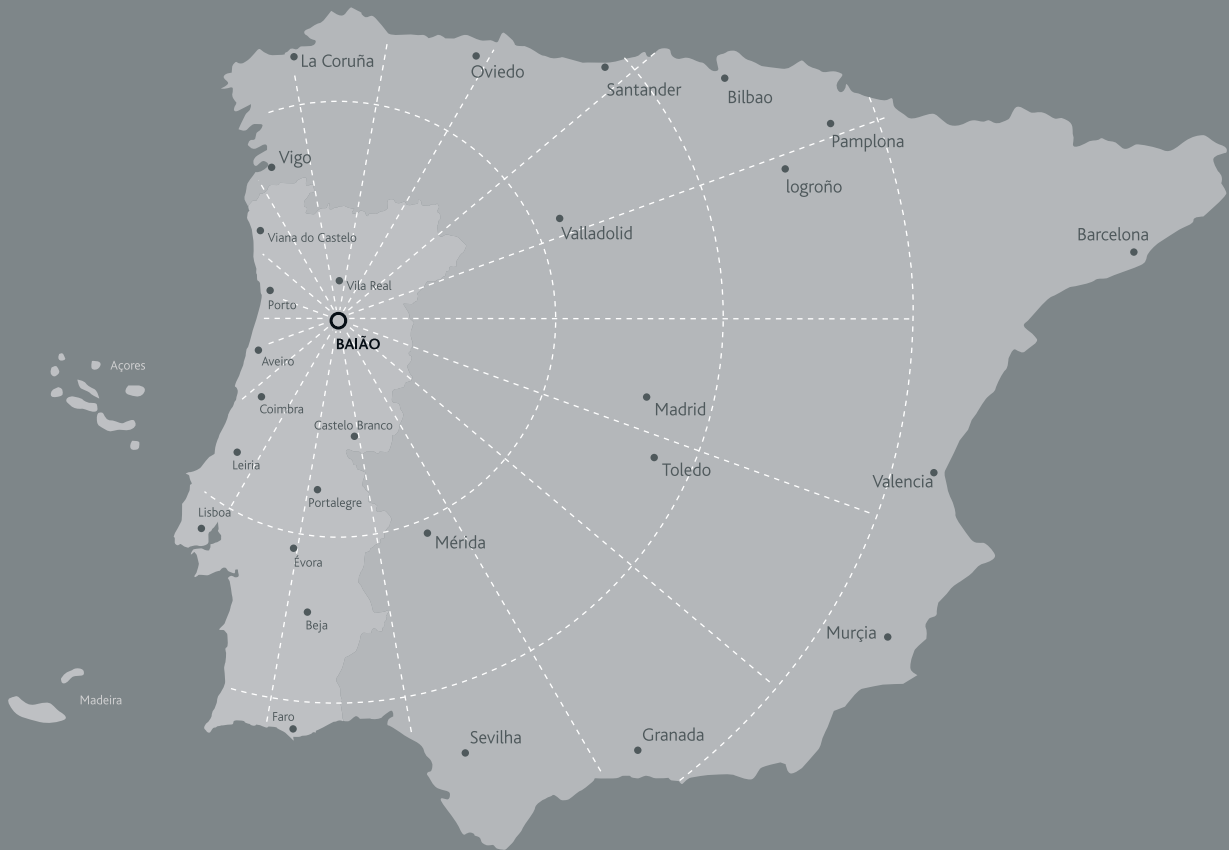 La Coruña
Oviedo
Santander
Bilbao
Pamplona
Vigo
logroño
Valladolid
Viana do Castelo
Barcelona
Vila Real
Porto
BAIÃO
Aveiro
Açores
Coimbra
Madrid
Castelo Branco
Leiria
Toledo
Valencia
Portalegre
Lisboa
Mérida
Évora
Beja
Murçia
Madeira
Faro
Sevilha
Granada